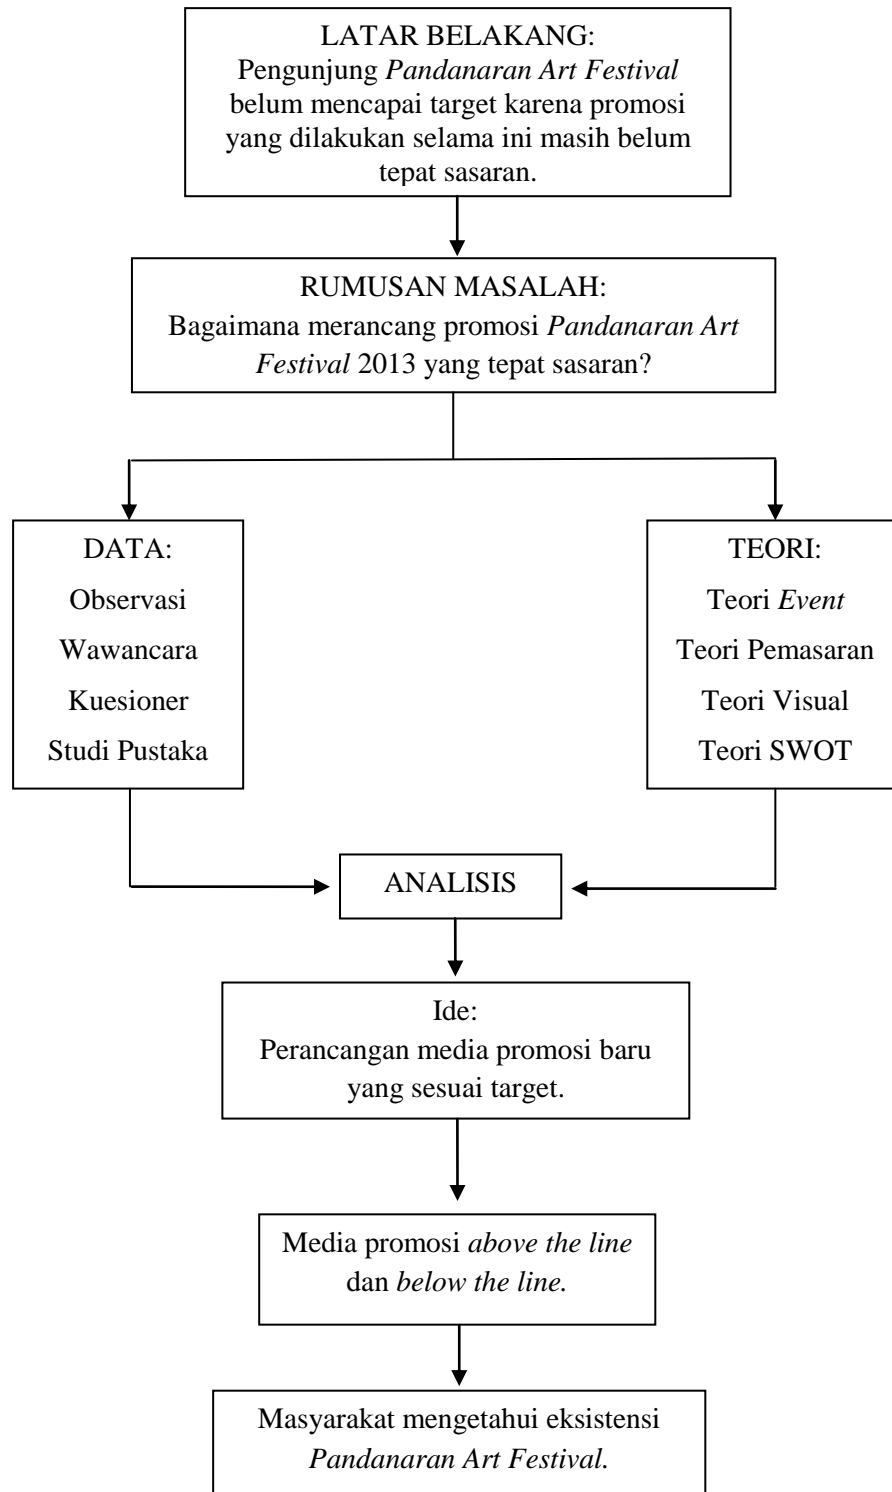 LATAR BELAKANG:
Pengunjung Pandanaran Art Festival
belum mencapai target karena promosi
yang dilakukan selama ini masih belum
tepat sasaran.
RUMUSAN MASALAH:
Bagaimana merancang promosi Pandanaran Art
Festival 2013 yang tepat sasaran?
DATA:
Observasi
Wawancara
Kuesioner
Studi Pustaka
TEORI:
Teori Event
Teori Pemasaran
Teori Visual
Teori SWOT
ANALISIS
Ide:
Perancangan media promosi baru
yang sesuai target.
Media promosi above the line
dan below the line.
Masyarakat mengetahui eksistensi
Pandanaran Art Festival.